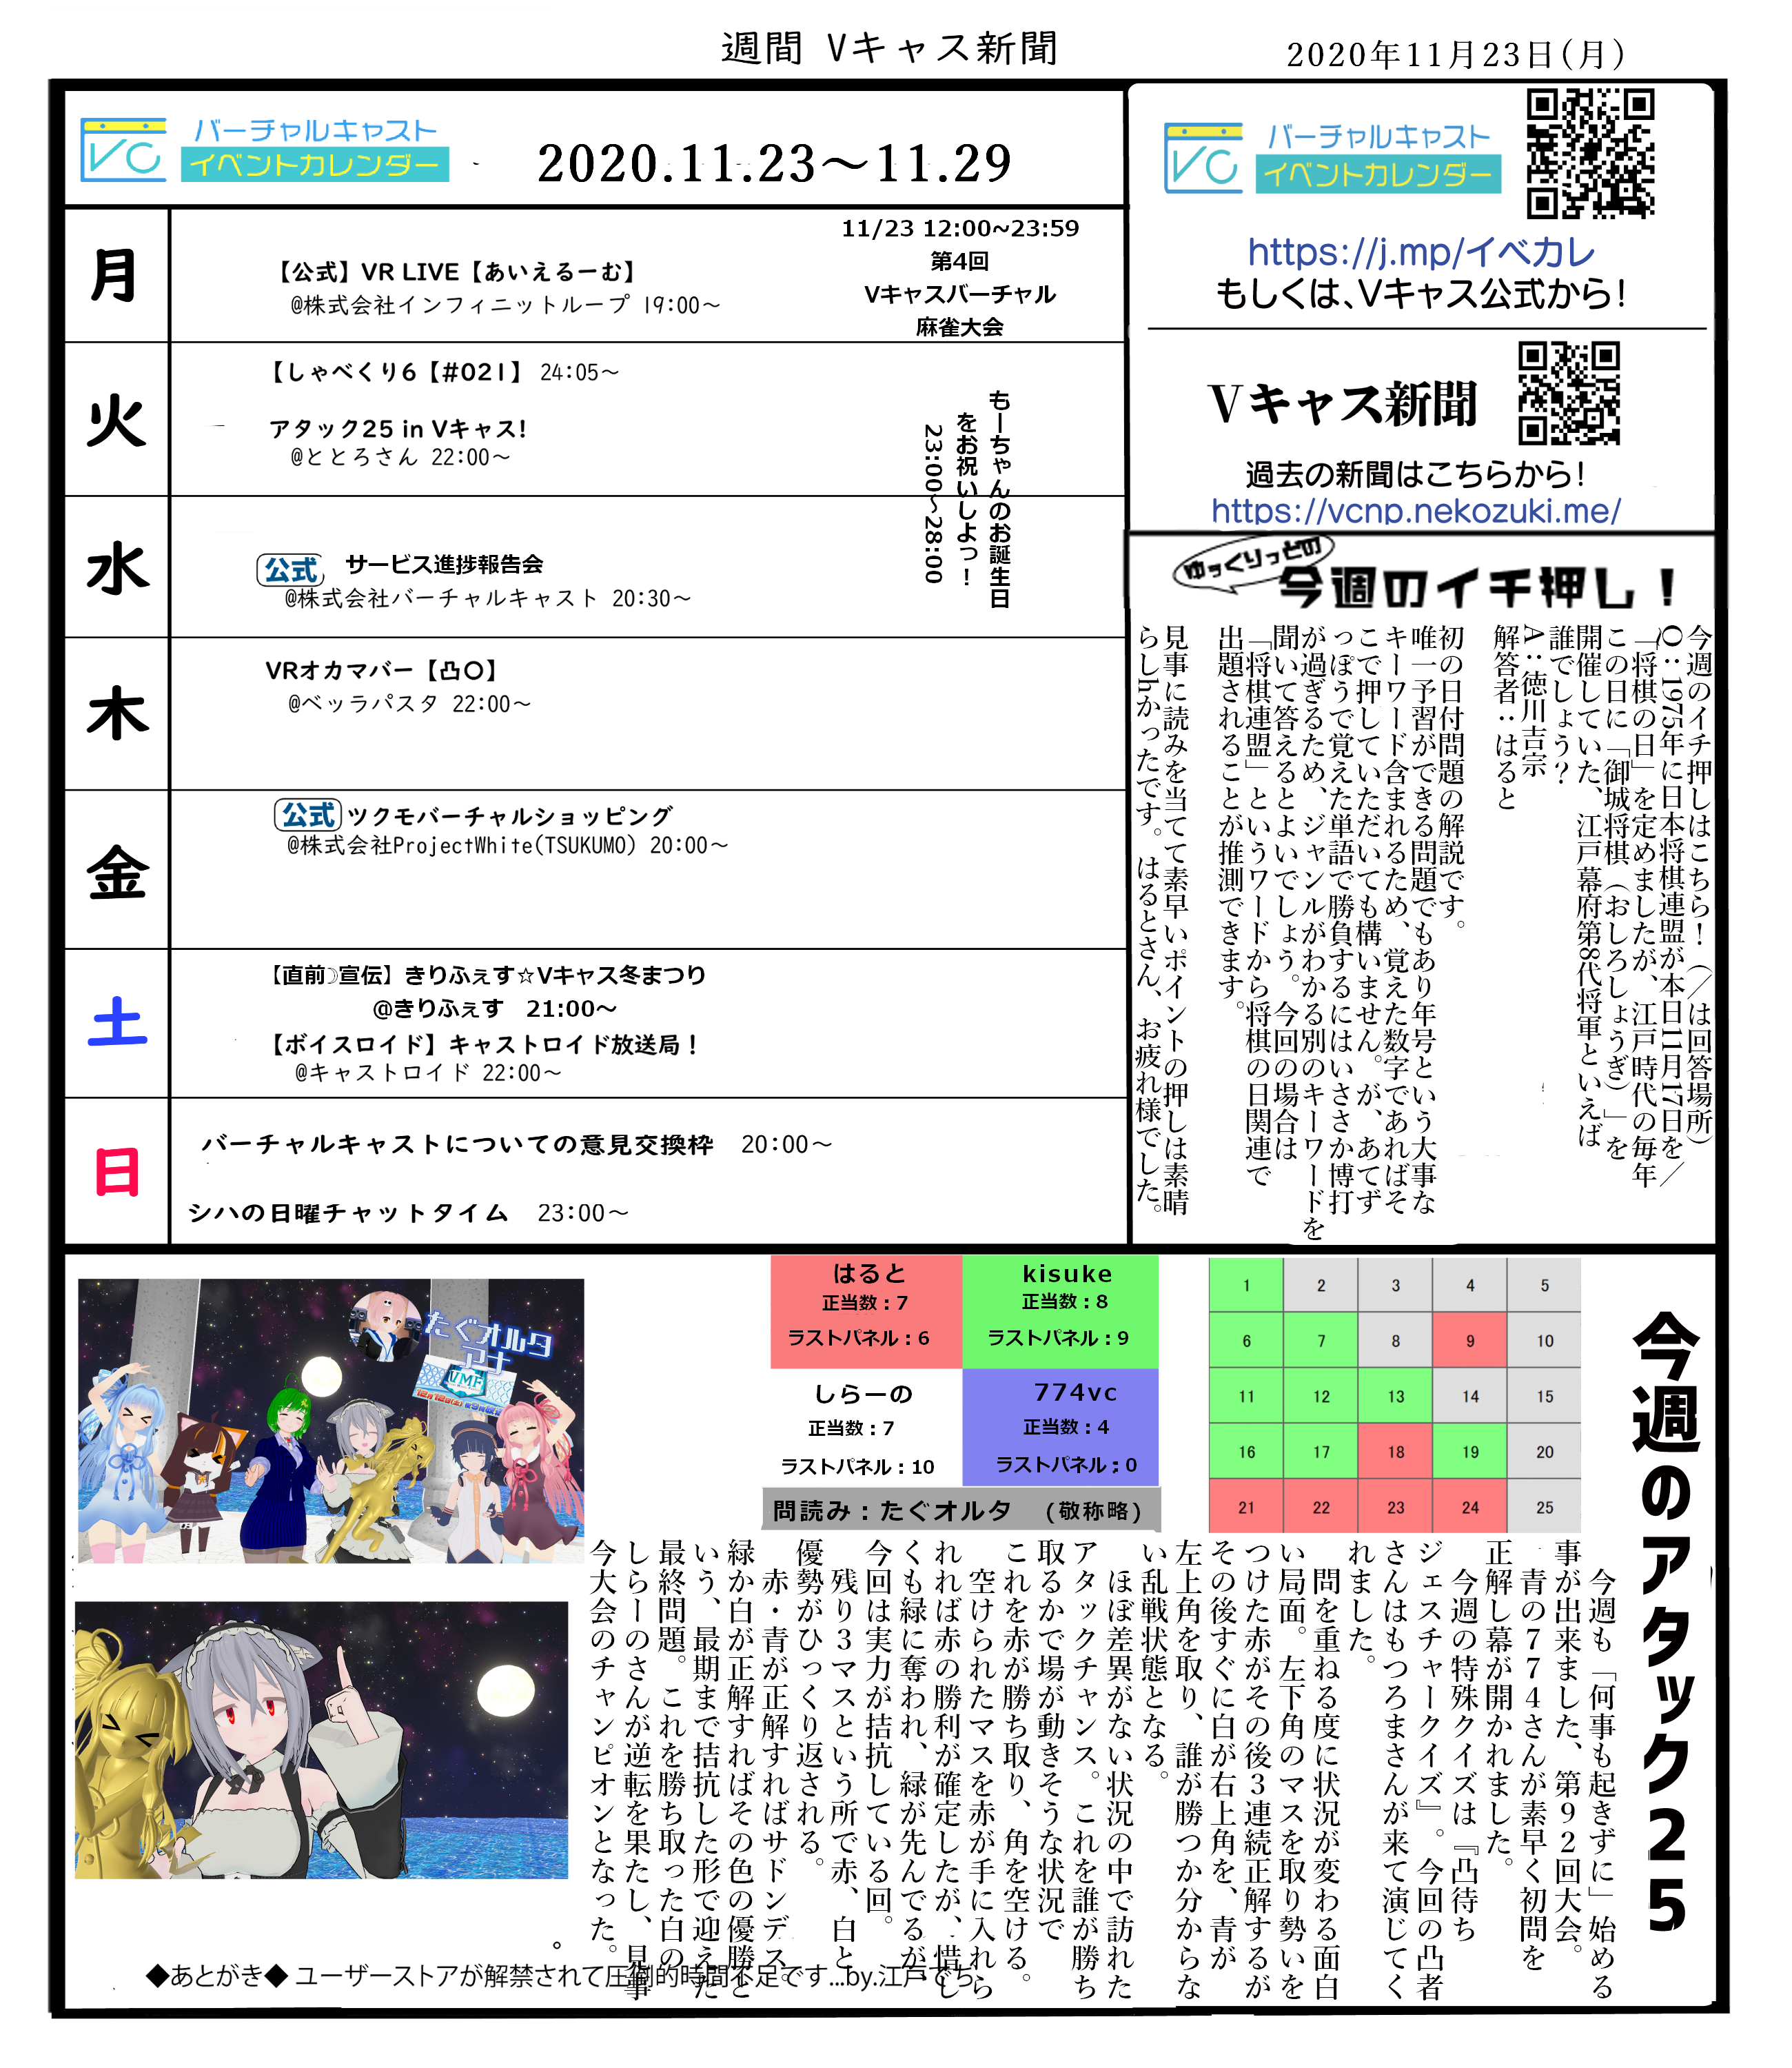 週間 Vキャス新聞
2020年11月23日(月)
バーチャルキャスト
イベントカレンダー
2020.11.23～11.29
月
【公式】VR LIVE【あいえるーむ】
@株式会社インフィニットループ 19:00～
11/23 12:00~23:59
第4回
Vキャスバーチャル
麻雀大会
火
【しゃべくり6【#021】 24:05～
アタック25 in Vキャス!
@ととろさん 22:00～
もーちゃんのお誕生日
をお祝いしよっ！
23:00～28:00
水
公式 サービス進捗報告会
@株式会社バーチャルキャスト 20:30～
木
VRオカマバー【凸〇】
@ベッラパスタ 22:00～
金
公式 ツクモバーチャルショッピング
@株式会社ProjectWhite(TSUKUMO) 20:00～
土
【直前☽宣伝】きりふぇす☆Vキャス冬まつり
@きりふぇす 21:00～
【ボイスロイド】キャストロイド放送局！
@キャストロイド 22:00～
日
バーチャルキャストについての意見交換枠 20:00～
シハの日曜チャットタイム 23:00～
バーチャルキャスト
イベントカレンダー
https://j.mp/イベカレ
もしくは、Vキャス公式から！
Vキャス新聞
過去の新聞はこちらから！
https://vcnp.nekozuki.me/
ゆっくりっとの
今週のイチ押し！
今週のイチ押しはこちら！（／は回答場所）
Q：1975年に日本将棋連盟が本日11月17日を／
「将棋の日」を定めましたが、江戸時代の毎年
この日に「御城将棋（おしろしょうぎ）」を
開催していた、江戸幕府第8代将軍といえば
誰でしょう？
A：徳川吉宗
解答者：はると
初の日付問題の解説です。
唯一予習ができる問題でもあり年号という大事な
キーワード含まれるため、覚えた数字であればそ
こで押していただいても構いません。が、あてず
っぽうで覚えた単語で勝負するにはいささか博打
が過ぎるため、ジャンルがわかる別のキーワードを
聞いて答えるとよいでしょう。今回の場合は
「将棋連盟」というワードから将棋の日関連で
出題されることが推測できます。
見事に読みを当てて素早いポイントの押しは素晴
らしhかったです。はるとさん、お疲れ様でした。
たぐオルタ
アナ
VMF
はると
正当数：7
ラストパネル：6
kisuke
正当数：8
ラストパネル：9
しらーの
正当数：7
ラストパネル：10
774vc
正当数：4
ラストパネル：0
問読み：たぐオルタ （敬称略）
1 2 3 4 5
6 7 8 9 10
11 12 13 14 15
16 17 18 19 20
21 22 23 24 25
今週のアタック25
今週も「何事も起きずに」始める
事が出来ました、第92回大会。
青の774さんが素早く初問を
正解し幕が開かれました。
今週の特殊クイズは『凸待ち
ジェスチャークイズ』。今回の凸者
さんはもつろまさんが来て演じてく
れました。
問を重ねる度に状況が変わる面白
い局面。左下角のマスを取り勢いを
つけた赤がその後3連続正解するが
その後すぐに白が右上角を、青が
左上角を取り、誰が勝つか分からな
い乱戦状態となる。
ほぼ差異がない状況の中で訪れた
アタックチャンス。これを誰が勝ち
取るかで場が動きそうな状況で
これを赤が勝ち取り、角を空ける。
空けられたマスを赤が手に入れら
れれば赤の勝利が確定したが、惜し
くも緑に奪われ、緑が先んでるが、
今回は実力が拮抗している回。
残り3マスという所で赤、白と
優勢がひっくり返される。
赤・青が正解すればサドンデス。
緑か白が正解すればその色の優勝と
いう、最期まで拮抗した形で迎えた
最終問題。これを勝ち取った白の
しらーのさんが逆転を果たし、見事
今大会のチャンピオンとなった。
◆あとがき◆ ユーザーストアが解禁されて圧倒的時間不足です...by.江戸でち